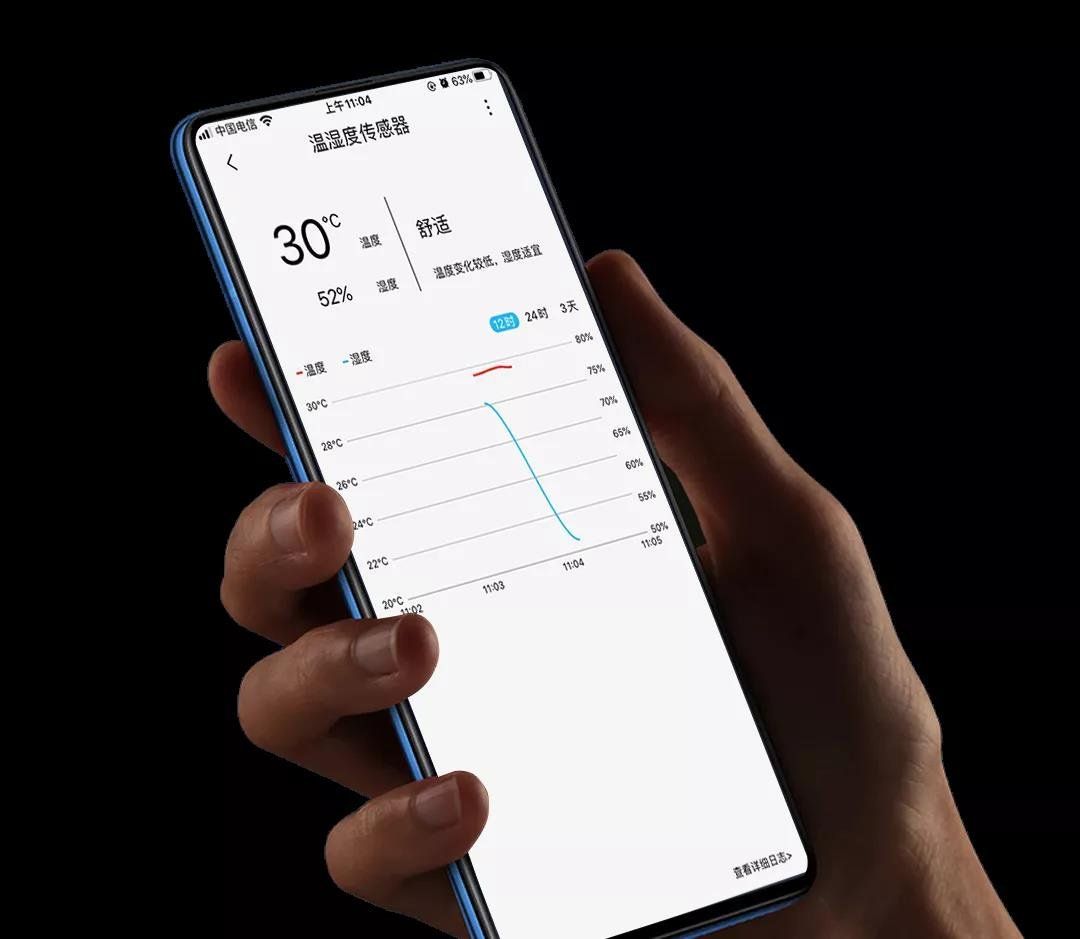 中国电信 上午11:04 63%
温湿度传感器
30°C 温度
52% 湿度
舒适
温度变化较低，湿度适宜
12时 24时 3天
温度 湿度
30°C 80%
28°C 75%
26°C 70%
24°C 65%
22°C 60%
20°C 55%
50%
11:02 11:03 11:04 11:05
查看详细日志>